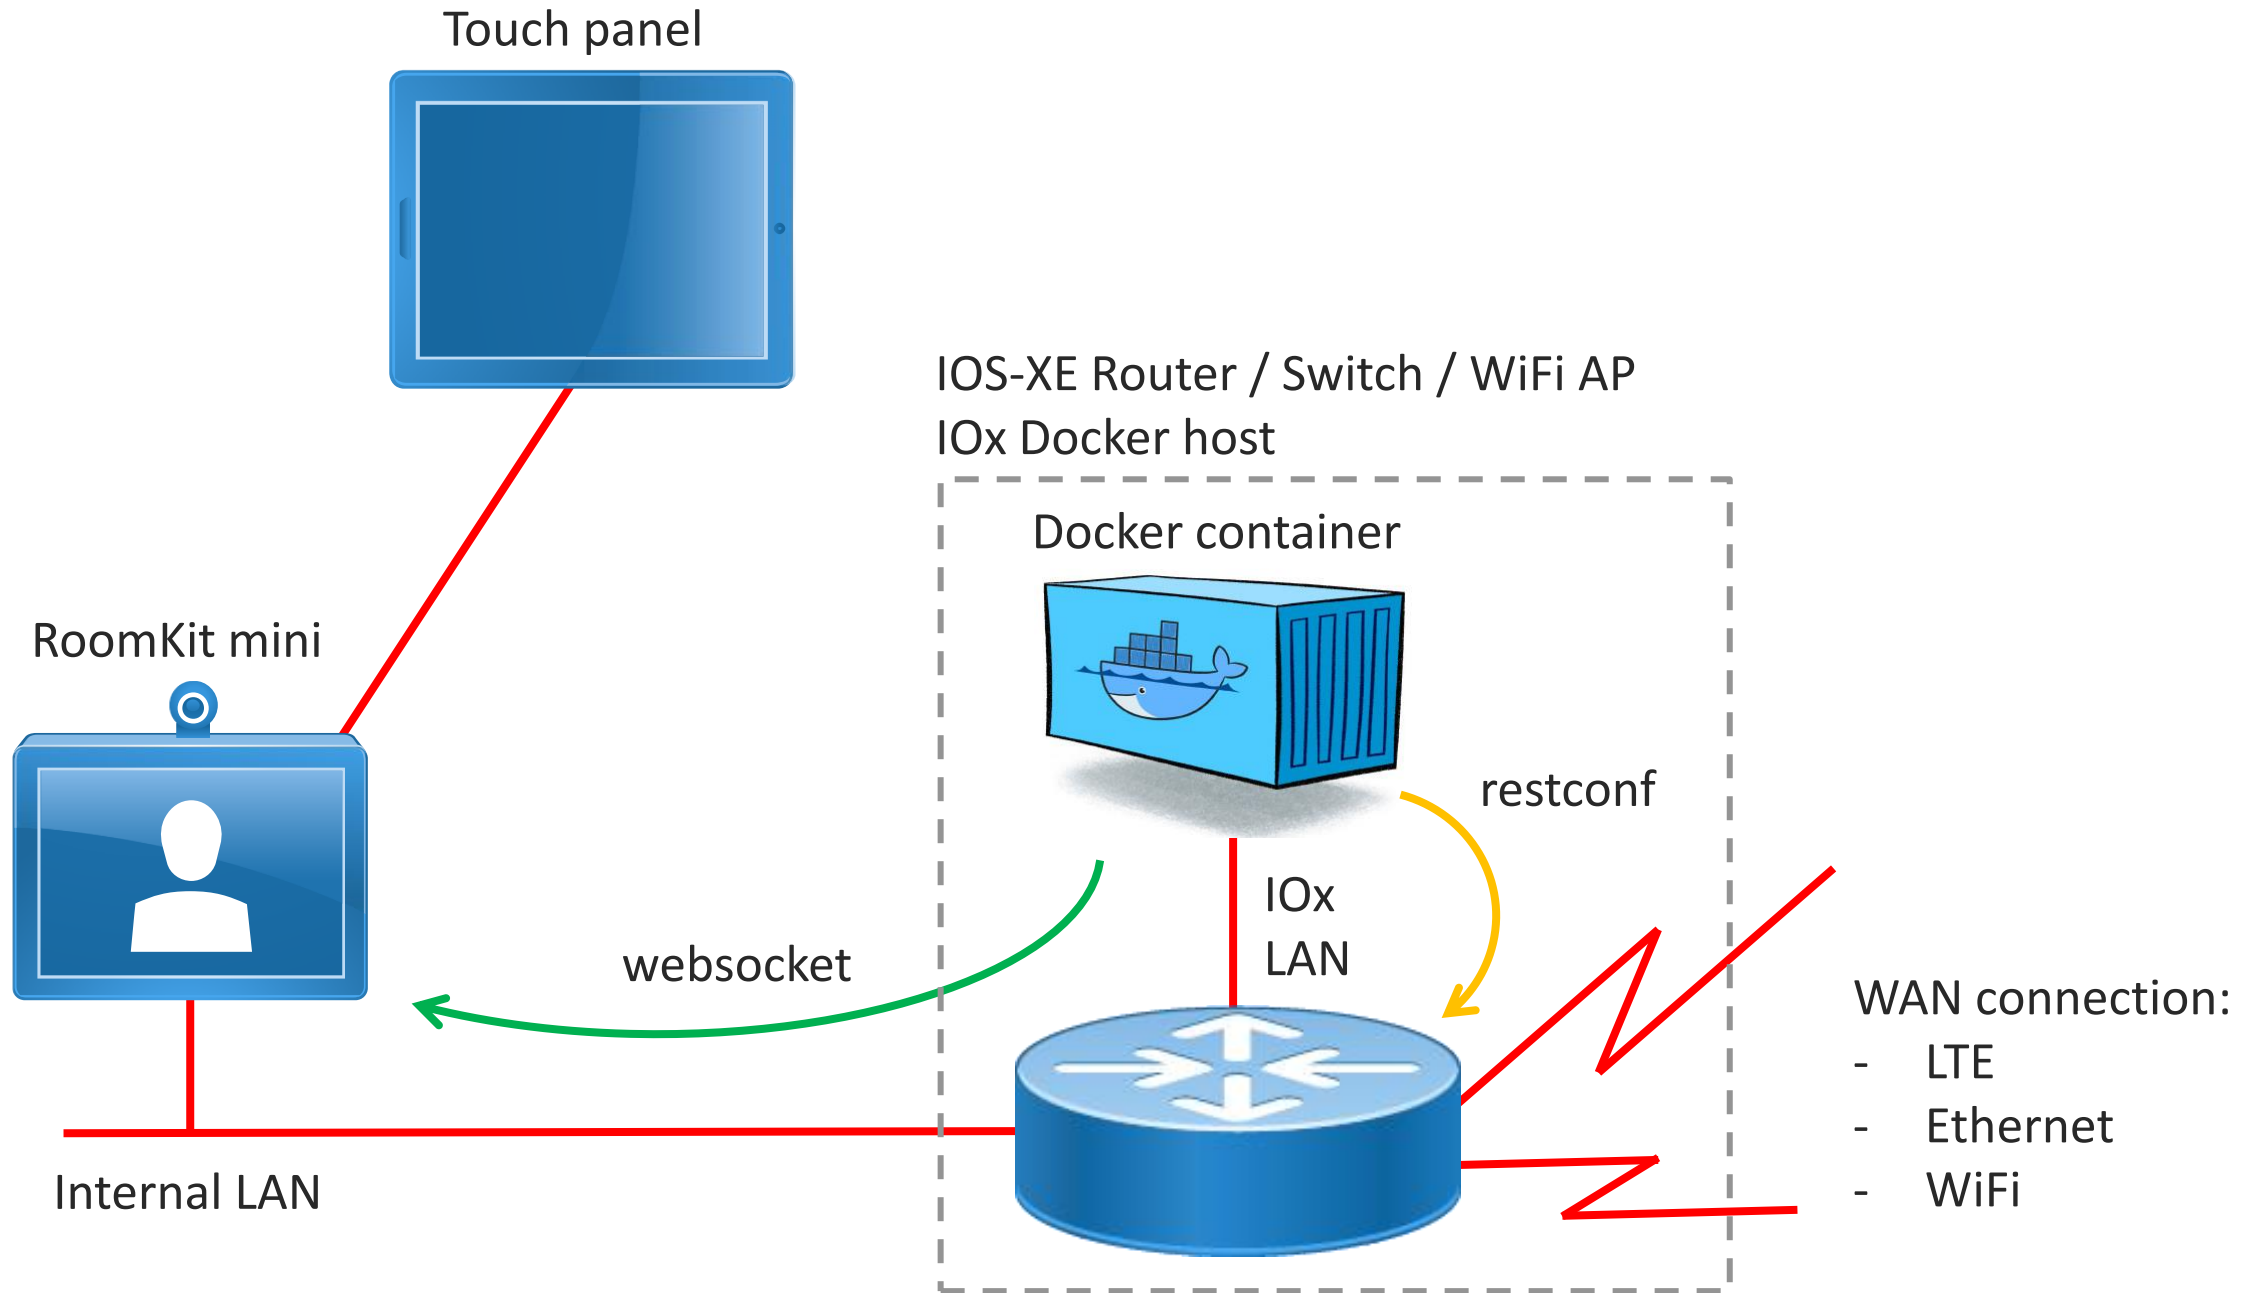 Touch panel
IOS-XE Router / Switch / WiFi AP
IOx Docker host
Docker container
RoomKit mini
restconf
IOx
LAN
websocket
WAN connection:
- LTE
- Ethernet
- WiFi
Internal LAN